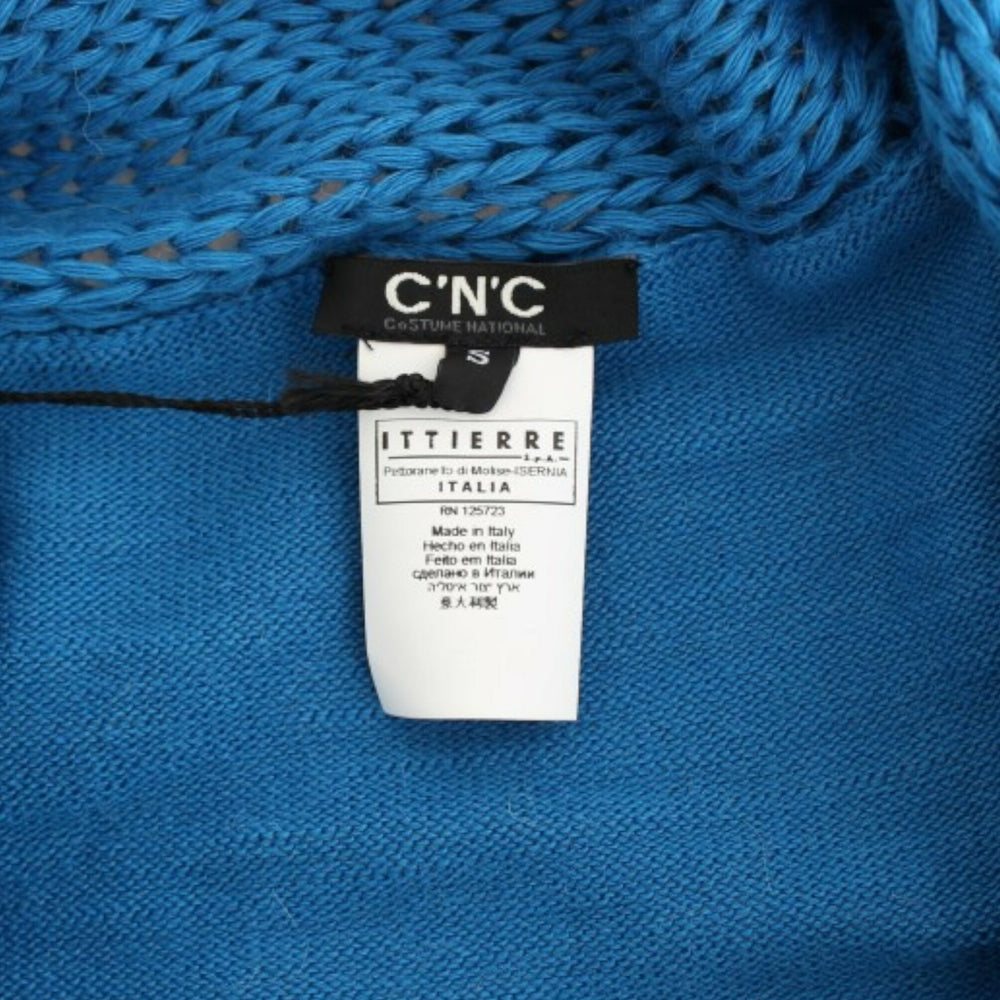 C'N'C
CoSTUME NATIONAL
S
ITTIERRE
S.p.A.
Pettoranello di Molise-ISERNIA
ITALIA
RN 125723
Made in Italy
Hecho en Italia
Feito em Italia
сделано в Италии
ארץ יצור איטליה
意大利製